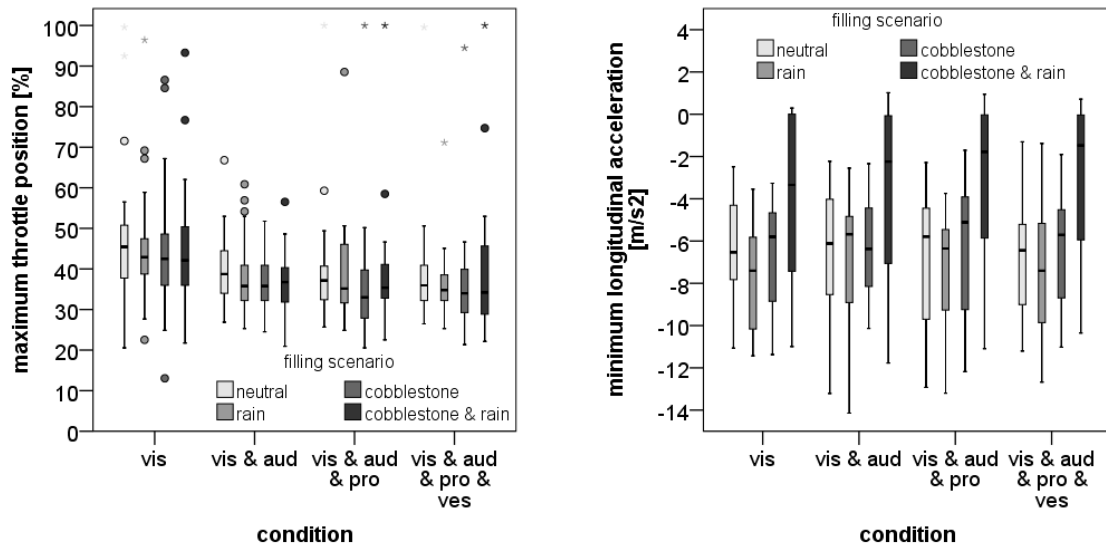 maximum throttle position [%]
100
90
80
70
60
50
40
30
20
10
0
filling scenario
neutral
cobblestone
rain
cobblestone & rain
vis
vis & aud
vis & aud
& pro
vis & aud
& pro &
ves
condition
minimum longitudinal acceleration
[m/s2]
4
2
0
-2
-4
-6
-8
-10
-12
-14
filling scenario
neutral
cobblestone
rain
cobblestone & rain
vis
vis & aud
vis & aud
& pro
vis & aud
& pro &
ves
condition